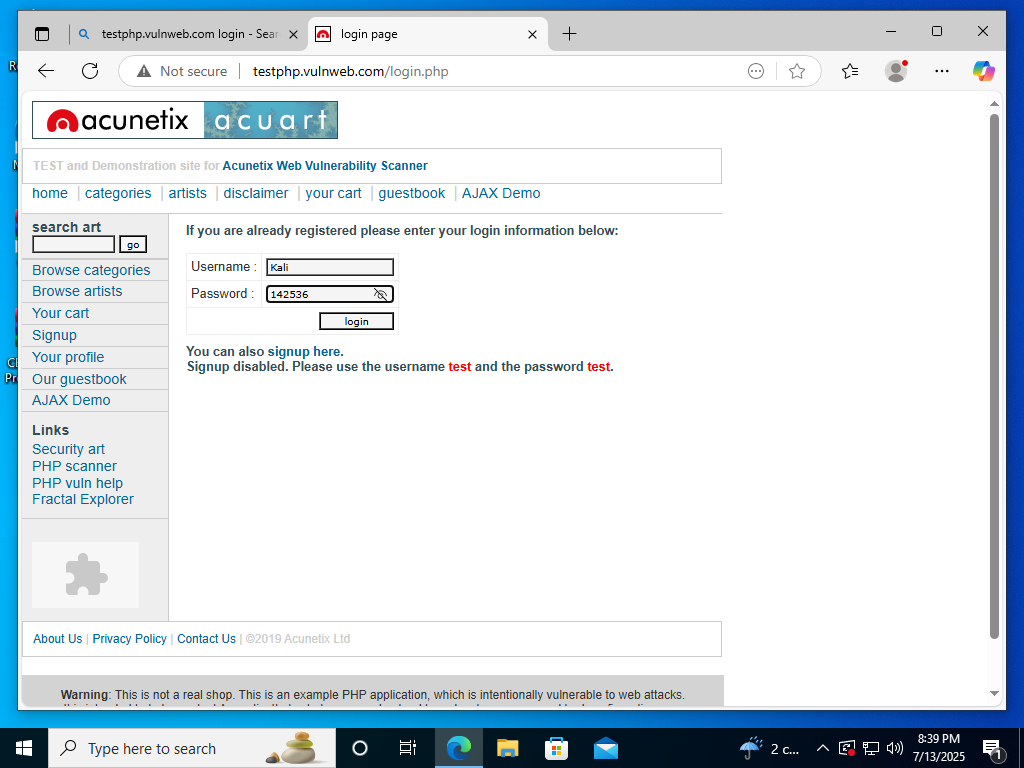 testphp.vulnweb.com login - Sear
login page
Not secure
testphp.vulnweb.com/login.php
acunetix acuart
TEST and Demonstration site for Acunetix Web Vulnerability Scanner
home | categories | artists | disclaimer | your cart | guestbook | AJAX Demo
search art
go
Browse categories
Browse artists
Your cart
Signup
Your profile
Our guestbook
AJAX Demo
Links
Security art
PHP scanner
PHP vuln help
Fractal Explorer
If you are already registered please enter your login information below:
Username : Kali
Password : 142536
login
You can also signup here.
Signup disabled. Please use the username test and the password test.
About Us | Privacy Policy | Contact Us | ©2019 Acunetix Ltd
Warning: This is not a real shop. This is an example PHP application, which is intentionally vulnerable to web attacks.
Type here to search
2 c...
8:39 PM
7/13/2025
1